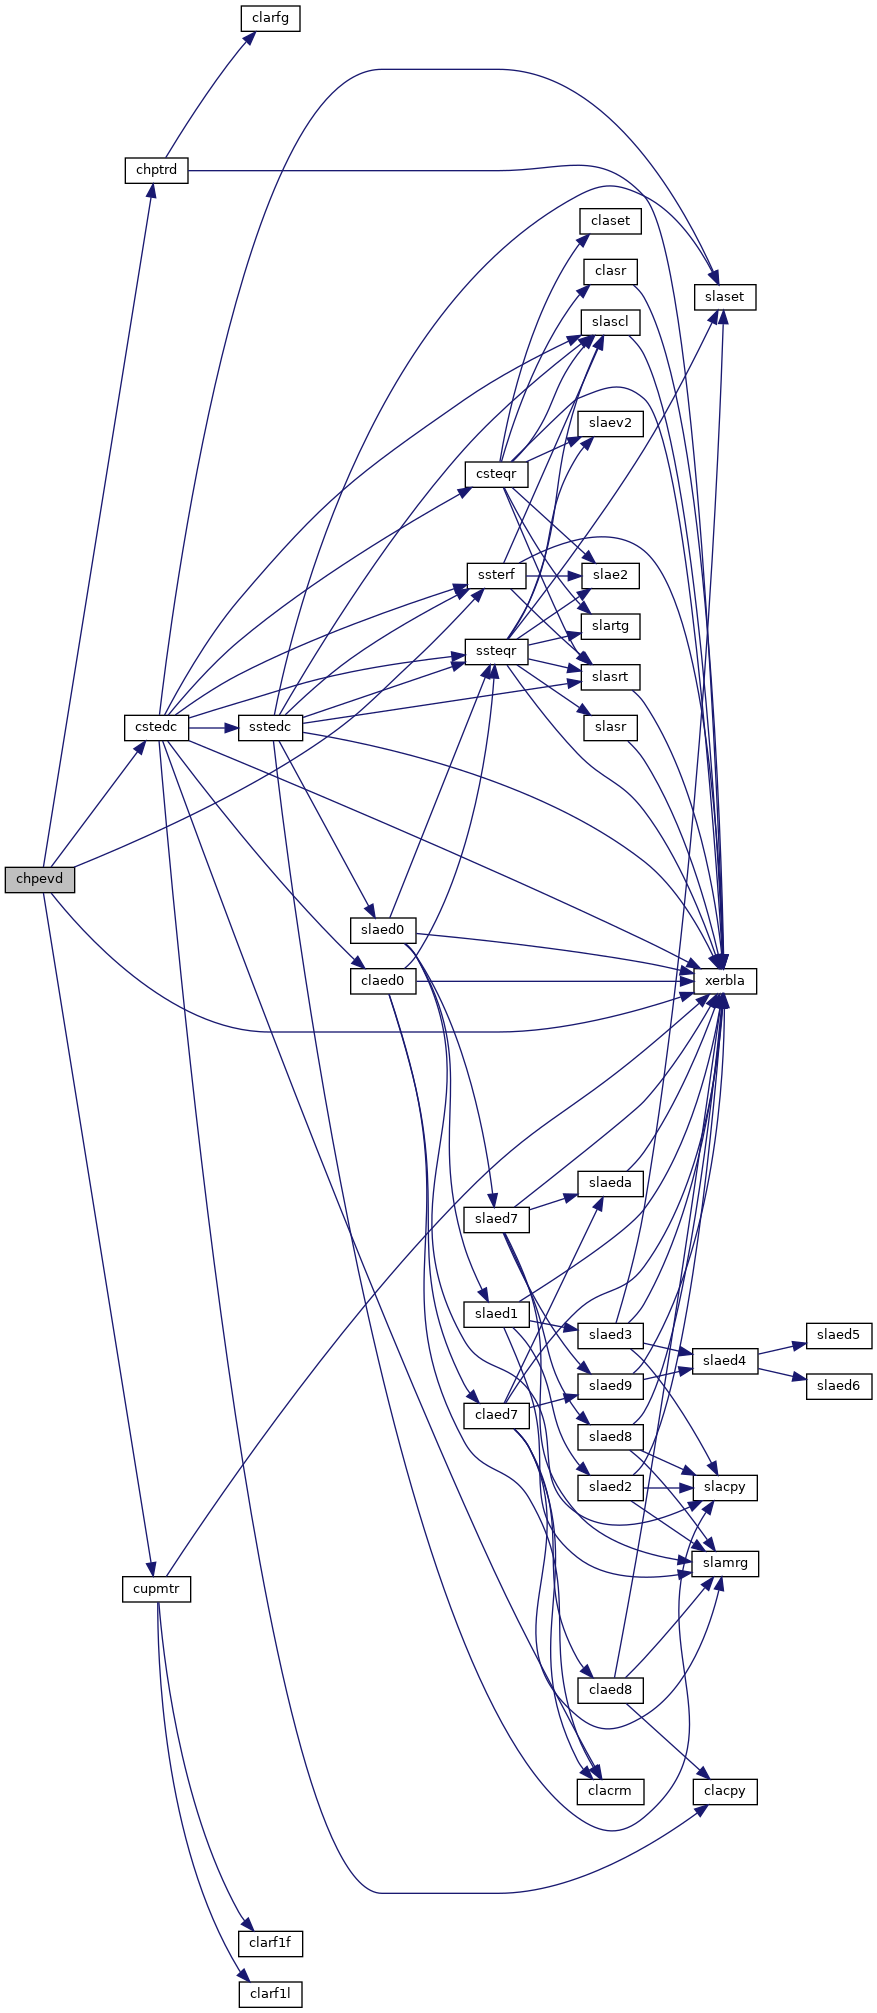 clarfg
chptrd
claset
clasr
slaset
slascl
slaev2
csteqr
ssterf
slae2
slartg
ssteqr
slasrt
cstedc
sstedc
slasr
chpevd
slaed0
claed0
xerbla
slaeda
slaed7
slaed1
slaed3
slaed5
slaed4
slaed9
slaed6
claed7
slaed8
slaed2
slacpy
slamrg
cupmtr
claed8
clacrm
clacpy
clarf1f
clarf1l